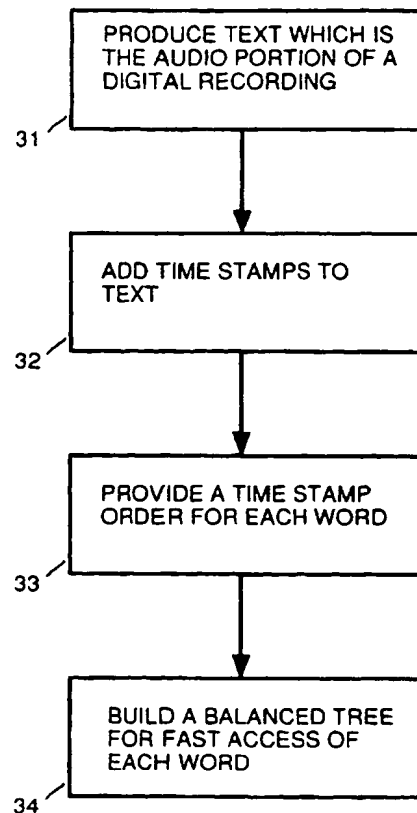 PRODUCE TEXT WHICH IS
THE AUDIO PORTION OF A
DIGITAL RECORDING
31
ADD TIME STAMPS TO
TEXT
32
PROVIDE A TIME STAMP
ORDER FOR EACH WORD
33
BUILD A BALANCED TREE
FOR FAST ACCESS OF
EACH WORD
34